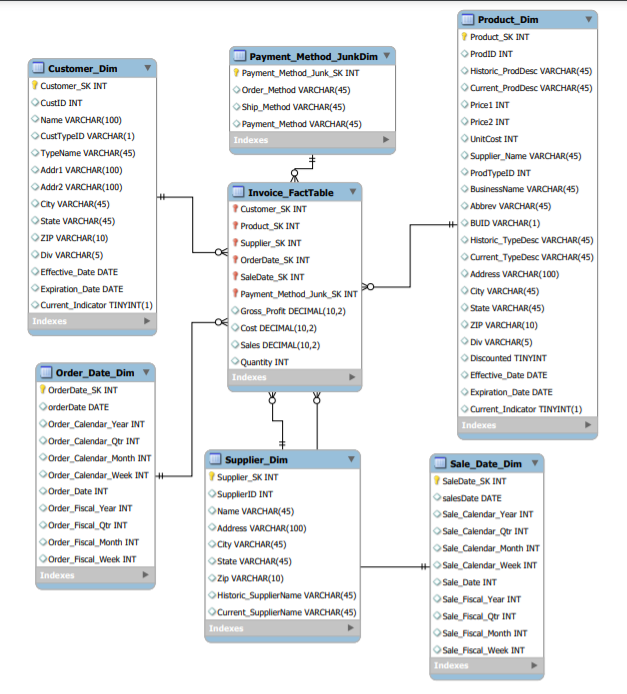 Customer_Dim
Customer_SK INT
CustID INT
Name VARCHAR(100)
CustTypeID VARCHAR(1)
TypeName VARCHAR(45)
Addr1 VARCHAR(100)
Addr2 VARCHAR(100)
City VARCHAR(45)
State VARCHAR(45)
ZIP VARCHAR(10)
Div VARCHAR(5)
Effective_Date DATE
Expiration_Date DATE
Current_Indicator TINYINT(1)
Indexes
Payment_Method_JunkDim
Payment_Method_Junk_SK INT
Order_Method VARCHAR(45)
Ship_Method VARCHAR(45)
Payment_Method VARCHAR(45)
Indexes
Product_Dim
Product_SK INT
ProdID INT
Historic_ProdDesc VARCHAR(45)
Current_ProdDesc VARCHAR(45)
Price1 INT
Price2 INT
UnitCost INT
Supplier_Name VARCHAR(45)
ProdTypeID INT
BusinessName VARCHAR(45)
Abbrev VARCHAR(45)
BUID VARCHAR(1)
Historic_TypeDesc VARCHAR(45)
Current_TypeDesc VARCHAR(45)
Address VARCHAR(100)
City VARCHAR(45)
State VARCHAR(45)
ZIP VARCHAR(10)
Div VARCHAR(5)
Discounted TINYINT
Effective_Date DATE
Expiration_Date DATE
Current_Indicator TINYINT(1)
Indexes
Invoice_FactTable
Customer_SK INT
Product_SK INT
Supplier_SK INT
OrderDate_SK INT
SaleDate_SK INT
Payment_Method_Junk_SK INT
Gross_Profit DECIMAL(10,2)
Cost DECIMAL(10,2)
Sales DECIMAL(10,2)
Quantity INT
Indexes
Order_Date_Dim
OrderDate_SK INT
orderDate DATE
Order_Calendar_Year INT
Order_Calendar_Qtr INT
Order_Calendar_Month INT
Order_Calendar_Week INT
Order_Date INT
Order_Fiscal_Year INT
Order_Fiscal_Qtr INT
Order_Fiscal_Month INT
Order_Fiscal_Week INT
Indexes
Supplier_Dim
Supplier_SK INT
SupplierID INT
Name VARCHAR(45)
Address VARCHAR(100)
City VARCHAR(45)
State VARCHAR(45)
Zip VARCHAR(10)
Historic_SupplierName VARCHAR(45)
Current_SupplierName VARCHAR(45)
Indexes
Sale_Date_Dim
SaleDate_SK INT
salesDate DATE
Sale_Calendar_Year INT
Sale_Calendar_Qtr INT
Sale_Calendar_Month INT
Sale_Calendar_Week INT
Sale_Date INT
Sale_Fiscal_Year INT
Sale_Fiscal_Qtr INT
Sale_Fiscal_Month INT
Sale_Fiscal_Week INT
Indexes